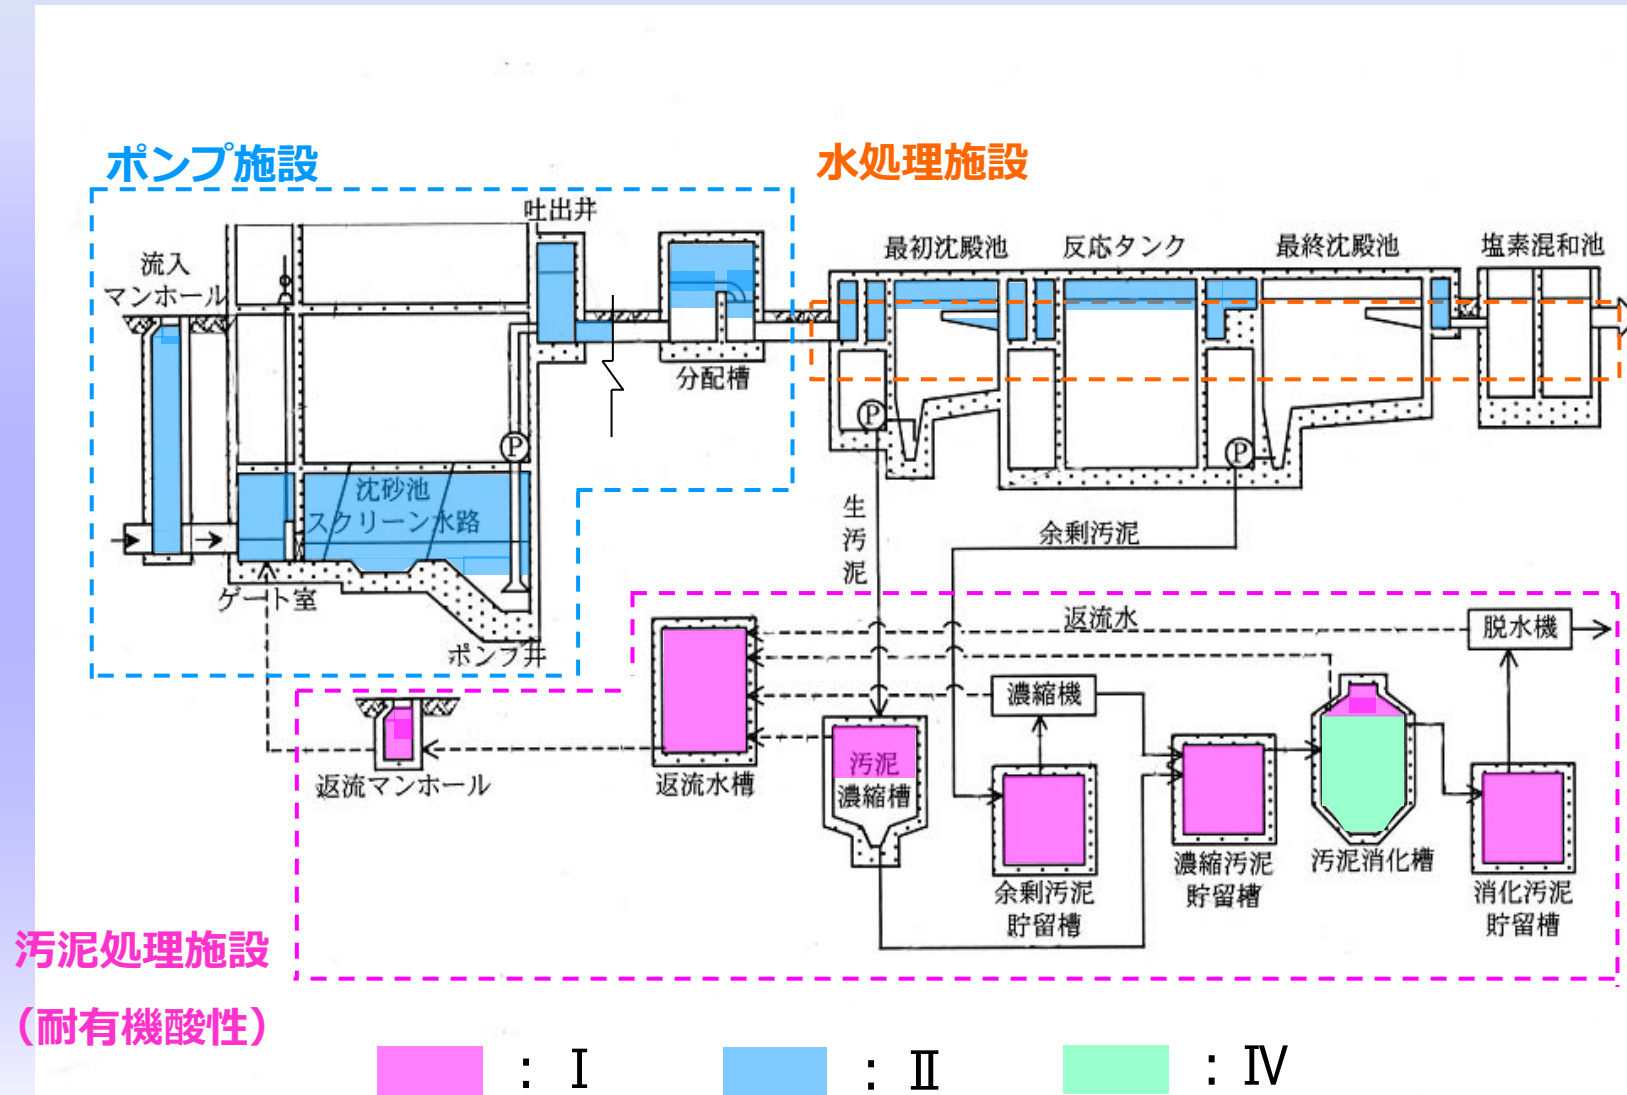 ポンプ施設
水処理施設
吐出井
流入
マンホール
最初沈殿池
反応タンク
最終沈殿池
塩素混和池
分配槽
P
P
P
沈砂池
スクリーン水路
生汚泥
余剰汚泥
ゲート室
ポンプ井
返流水
脱水機
濃縮機
返流マンホール
返流水槽
汚泥
濃縮槽
余剰汚泥
貯留槽
濃縮汚泥
貯留槽
汚泥消化槽
消化汚泥
貯留槽
汚泥処理施設
（耐有機酸性）
：Ⅰ
：Ⅱ
：Ⅳ